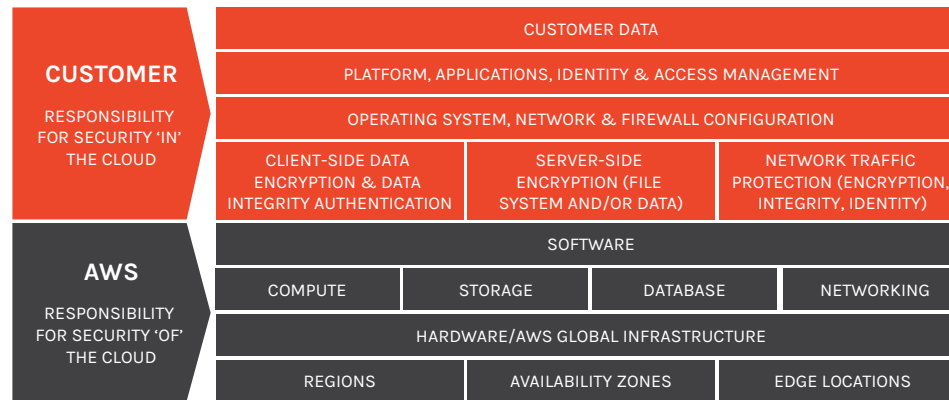 CUSTOMER
RESPONSIBILITY
FOR SECURITY ‘IN’
THE CLOUD
CUSTOMER DATA
PLATFORM, APPLICATIONS, IDENTITY & ACCESS MANAGEMENT
OPERATING SYSTEM, NETWORK & FIREWALL CONFIGURATION
CLIENT-SIDE DATA
ENCRYPTION & DATA
INTEGRITY AUTHENTICATION
SERVER-SIDE
ENCRYPTION (FILE
SYSTEM AND/OR DATA)
NETWORK TRAFFIC
PROTECTION (ENCRYPTION,
INTEGRITY, IDENTITY)
AWS
RESPONSIBILITY
FOR SECURITY ‘OF’
THE CLOUD
SOFTWARE
COMPUTE
STORAGE
DATABASE
NETWORKING
HARDWARE/AWS GLOBAL INFRASTRUCTURE
REGIONS
AVAILABILITY ZONES
EDGE LOCATIONS